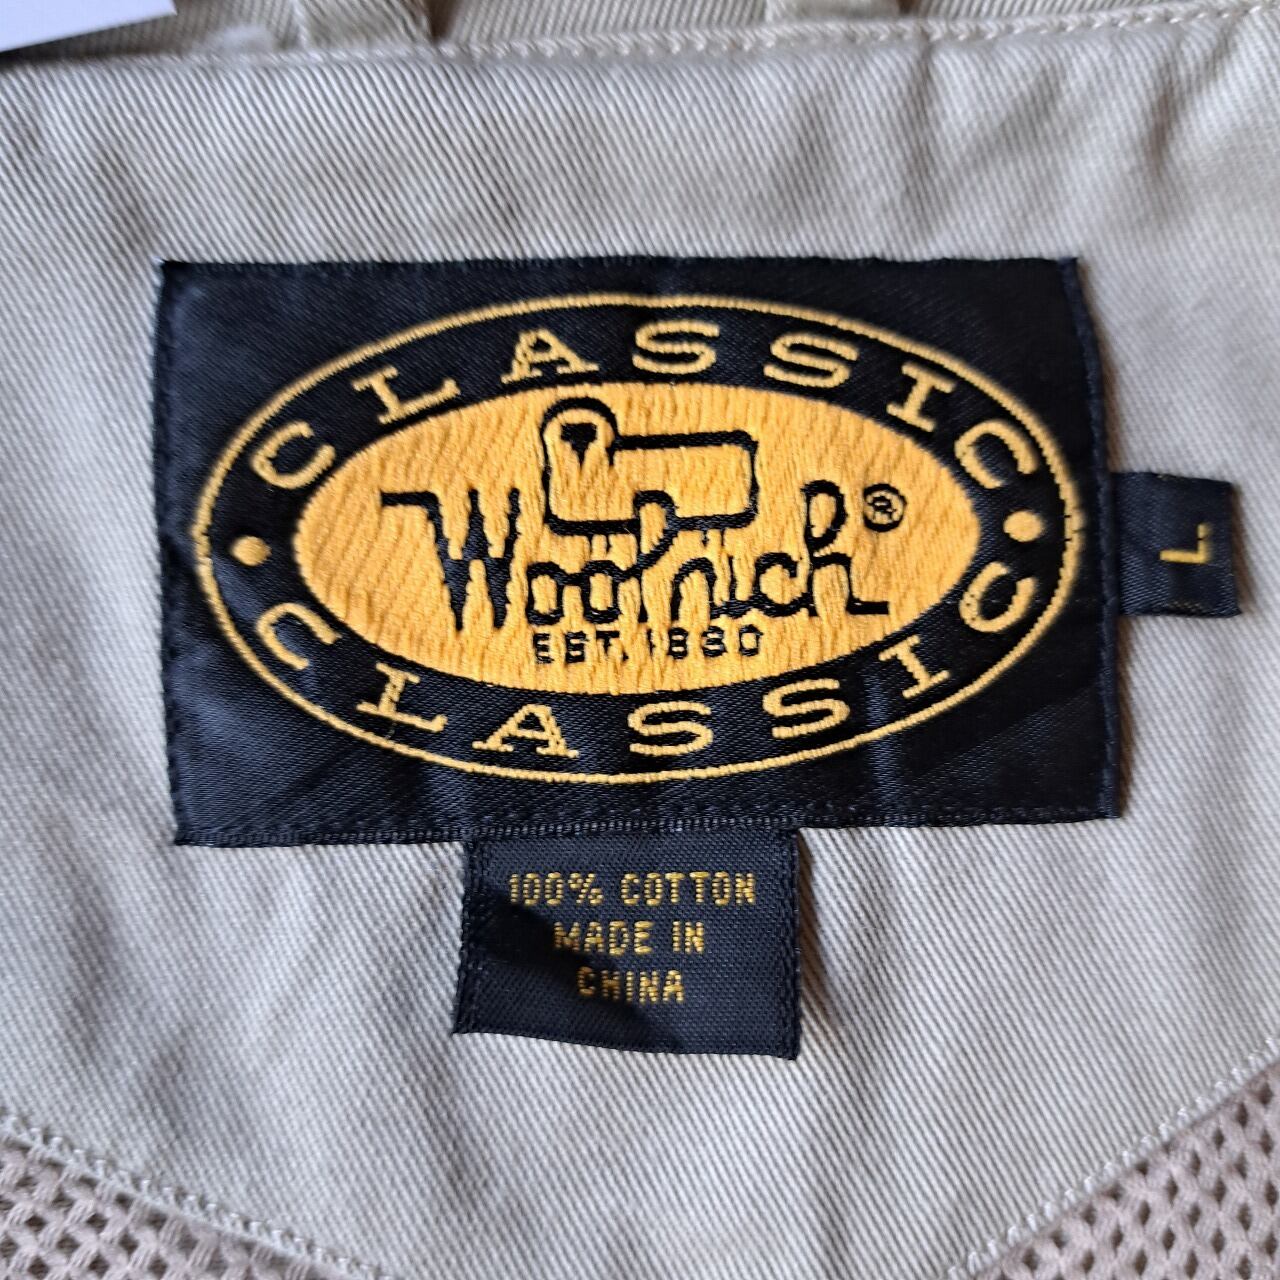 CLASSIC
Woolrich®
EST. 1830
CLASSIC
L
100% COTTON
MADE IN
CHINA